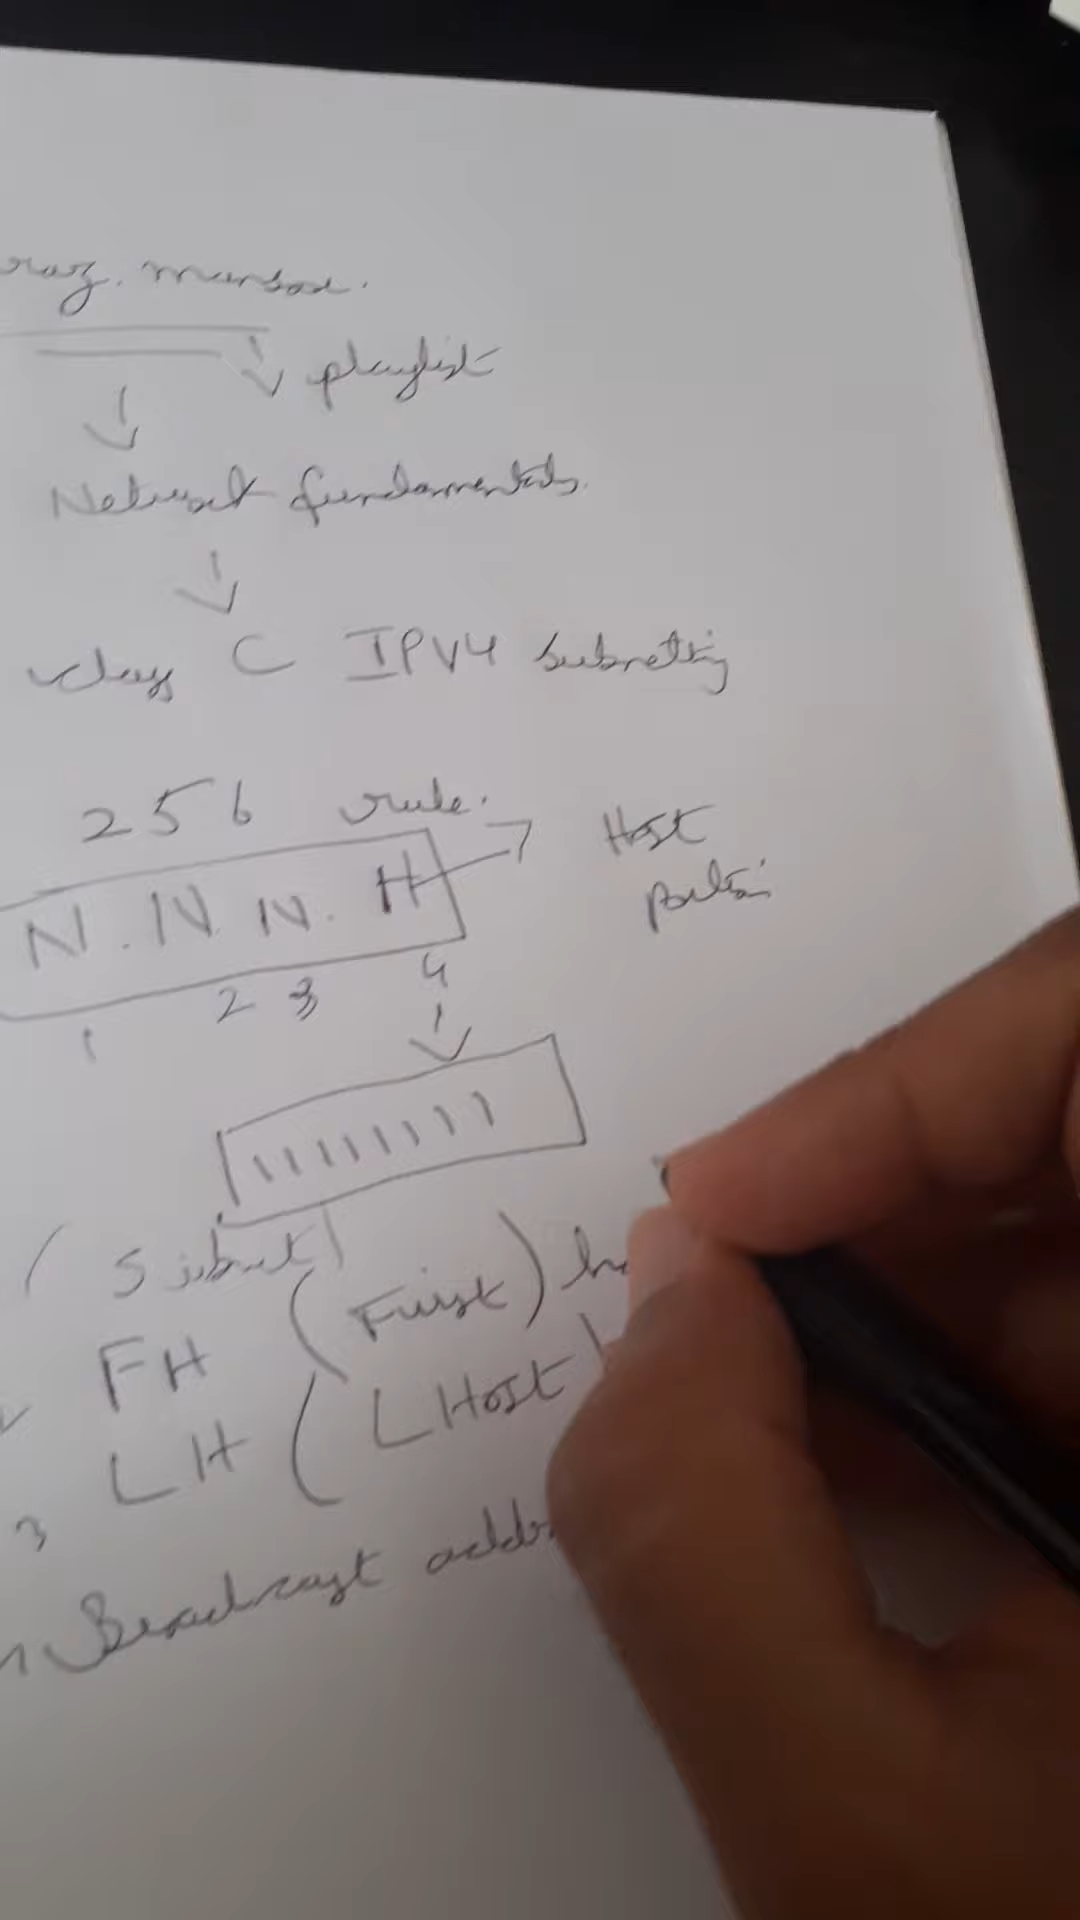 playlist
Network fundamentals.
class C IPV4 subnetting
256 rule.
N. N. N. H Host
portion
1 2 3 4
11111111
( Subnet)
FH (First) h
LH ( L Host )
3
Broadcast addr